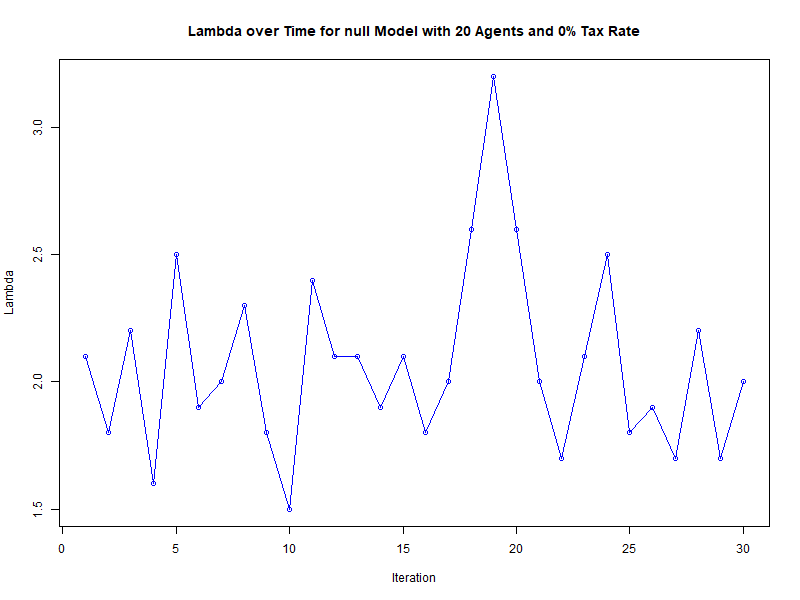 Lambda over Time for null Model with 20 Agents and 0% Tax Rate
3.0
2.5
2.0
1.5
Lambda
0 5 10 15 20 25 30
Iteration